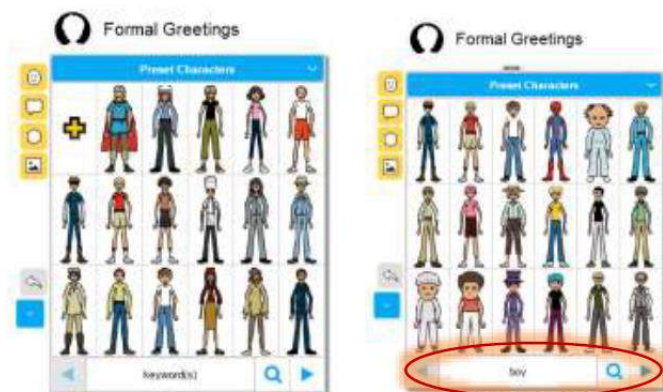 Formal Greetings
Preset Characters
keyword(s)
Formal Greetings
Preset Characters
boy